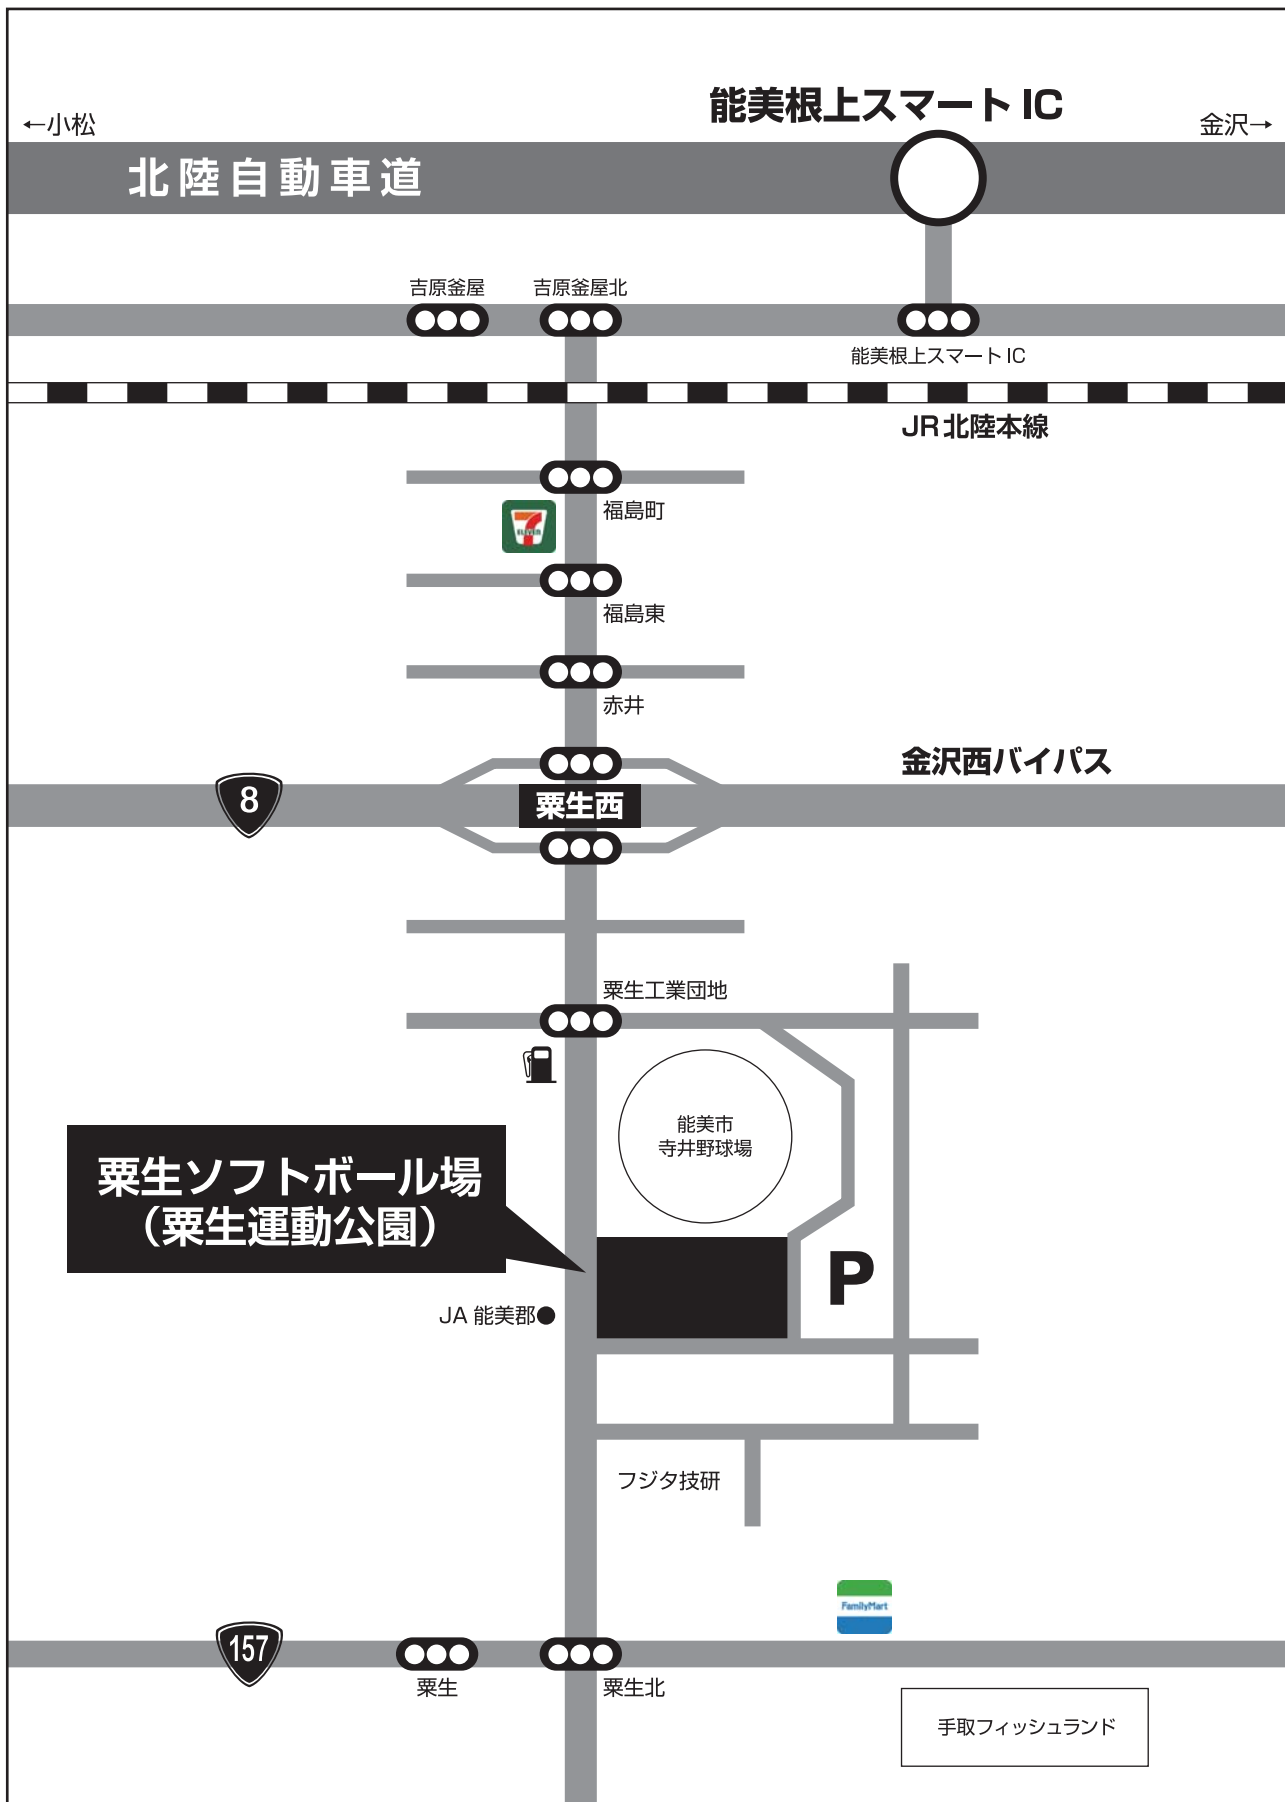 能美根上スマートIC
←小松
金沢→
北陸自動車道
吉原釜屋
吉原釜屋北
能美根上スマートIC
JR北陸本線
福島町
7
ELEVEN
福島東
赤井
金沢西バイパス
8
粟生西
粟生工業団地
能美市
寺井野球場
粟生ソフトボール場
（粟生運動公園）
P
JA 能美郡●
フジタ技研
FamilyMart
157
粟生
粟生北
手取フィッシュランド